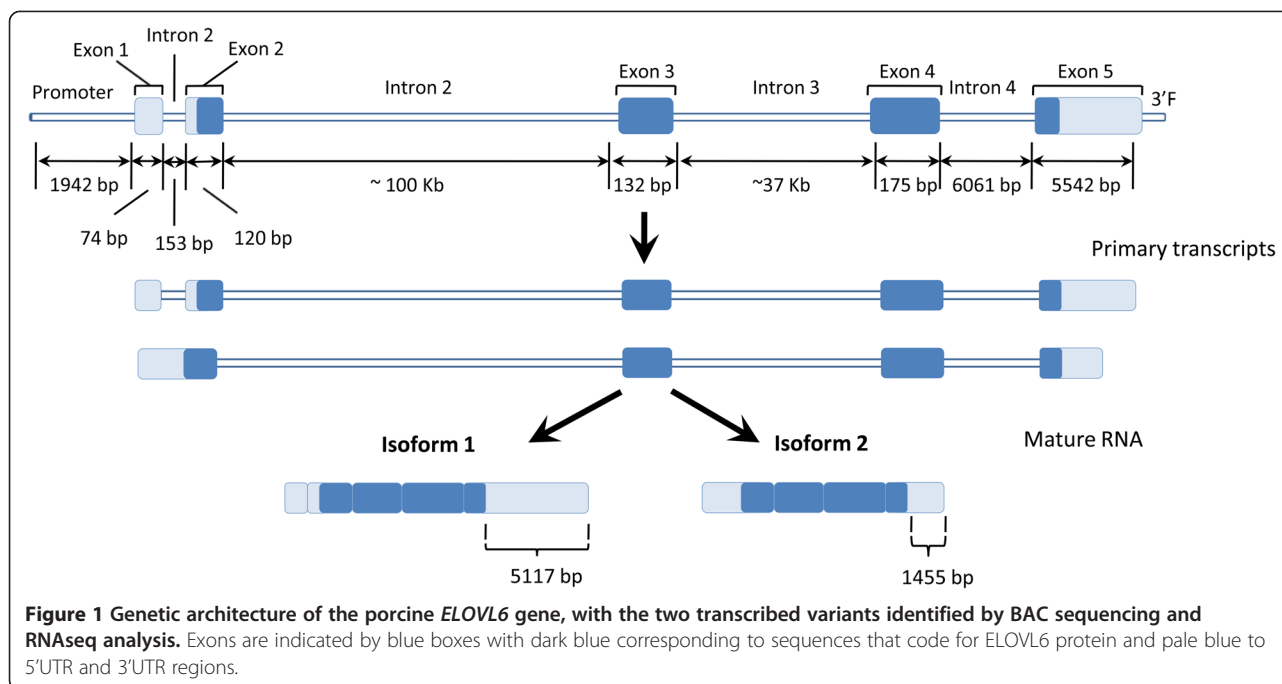 Intron 2
Exon 1
Exon 2
Promoter
Intron 2
Exon 3
Intron 3
Exon 4
Intron 4
Exon 5
3'F
1942 bp
~ 100 Kb
132 bp
~37 Kb
175 bp
6061 bp
5542 bp
74 bp
153 bp
120 bp
Primary transcripts
Isoform 1
Isoform 2
Mature RNA
5117 bp
1455 bp
Figure 1 Genetic architecture of the porcine ELOVL6 gene, with the two transcribed variants identified by BAC sequencing and
RNAseq analysis. Exons are indicated by blue boxes with dark blue corresponding to sequences that code for ELOVL6 protein and pale blue to
5'UTR and 3'UTR regions.